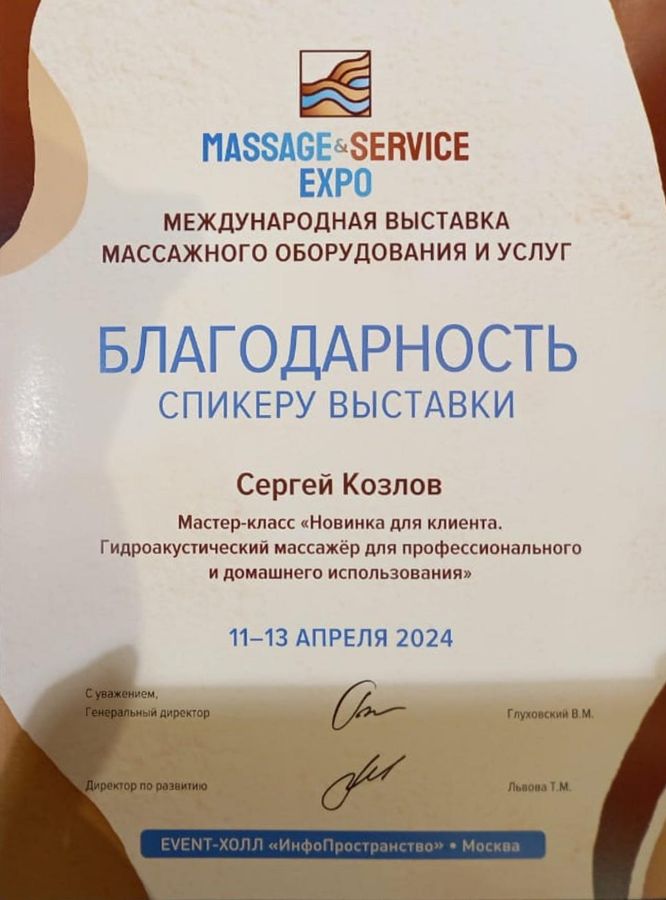 MASSAGE & SERVICE
EXPO
МЕЖДУНАРОДНАЯ ВЫСТАВКА
МАССАЖНОГО ОБОРУДОВАНИЯ И УСЛУГ
БЛАГОДАРНОСТЬ
СПИКЕРУ ВЫСТАВКИ
Сергей Козлов
Мастер-класс «Новинка для клиента.
Гидроакустический массажёр для профессионального
и домашнего использования»
11–13 АПРЕЛЯ 2024
С уважением,
Генеральный директор Глуховский В.М.
Директор по развитию Львова Т.М.
EVENT-ХОЛЛ «ИнфоПространство» • Москва